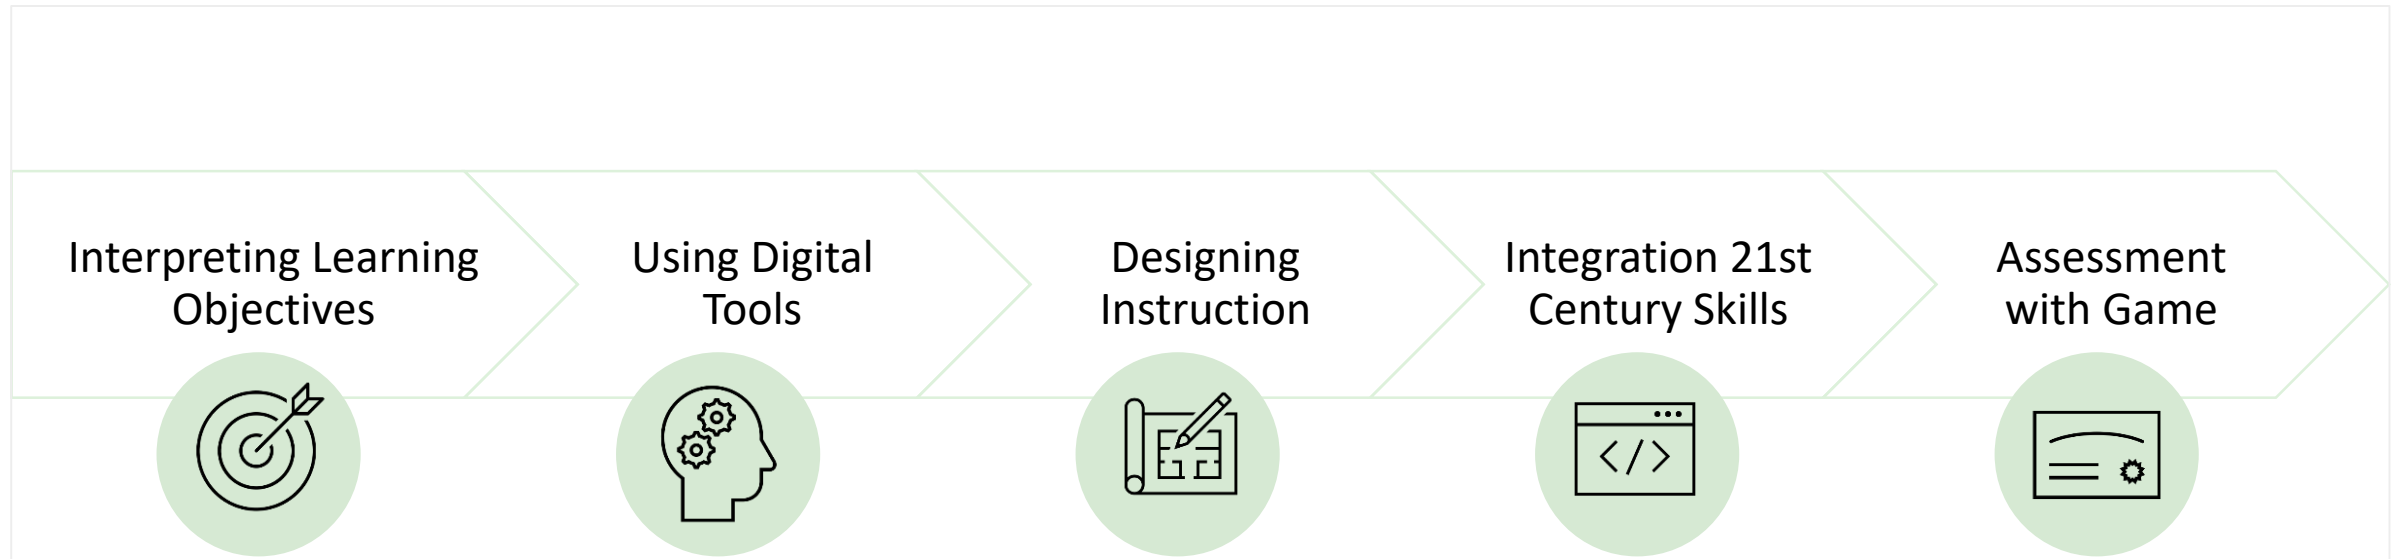 Interpreting Learning
Objectives
Using Digital
Tools
Designing
Instruction
Integration 21st
Century Skills
Assessment
with Game